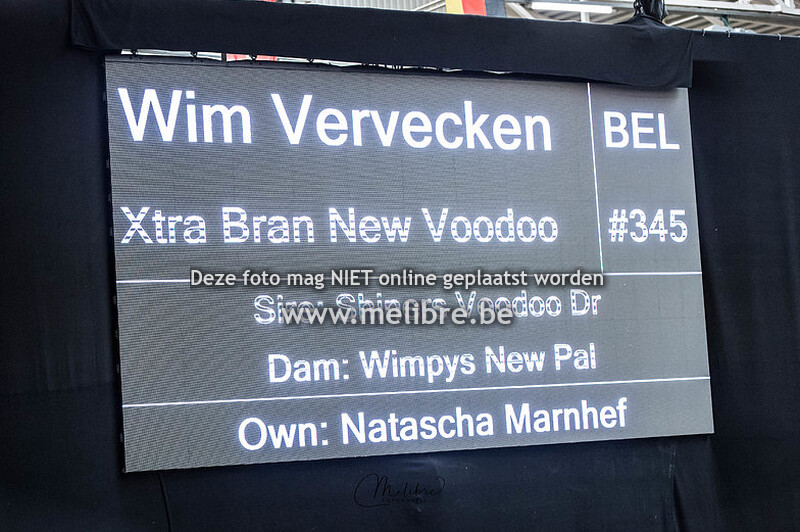 Wim Vervecken BEL
Xtra Bran New Voodoo #345
Deze foto mag NIET online geplaatst worden
Sire: Shiners Voodoo Dr
www.melibre.be
Dam: Wimpys New Pal
Own: Natascha Marnhef
Melibre